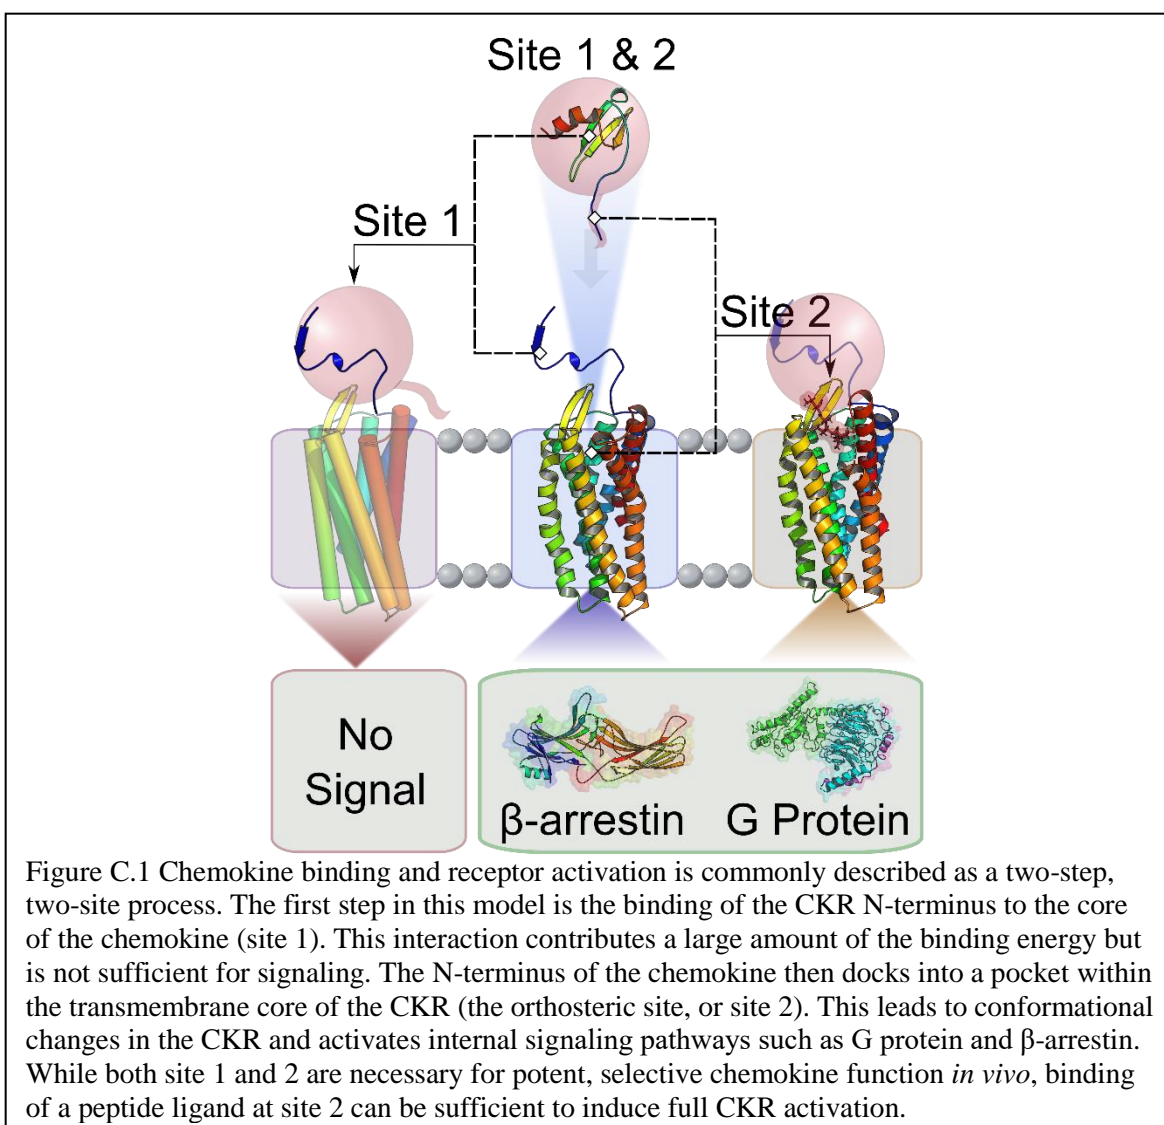 Site 1 & 2
Site 1
Site 2
No
Signal
β-arrestin
G Protein
Figure C.1 Chemokine binding and receptor activation is commonly described as a two-step,
two-site process. The first step in this model is the binding of the CKR N-terminus to the core
of the chemokine (site 1). This interaction contributes a large amount of the binding energy but
is not sufficient for signaling. The N-terminus of the chemokine then docks into a pocket within
the transmembrane core of the CKR (the orthosteric site, or site 2). This leads to conformational
changes in the CKR and activates internal signaling pathways such as G protein and β-arrestin.
While both site 1 and 2 are necessary for potent, selective chemokine function in vivo, binding
of a peptide ligand at site 2 can be sufficient to induce full CKR activation.